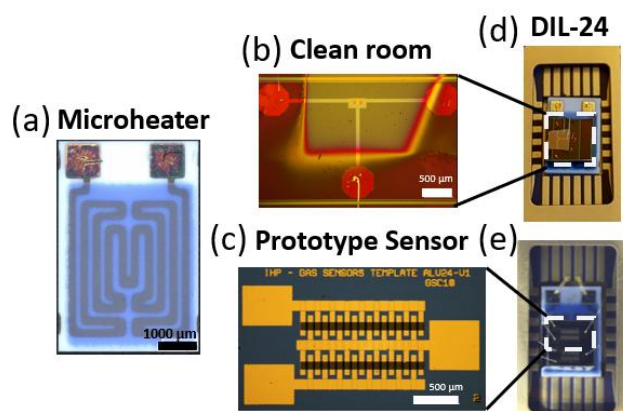 (a) Microheater
1000 µm
(b) Clean room
500 µm
(c) Prototype Sensor
IHP - GAS SENSORS TEMPLATE ALV24-V1
GSC10
500 µm
(d) DIL-24
(e)